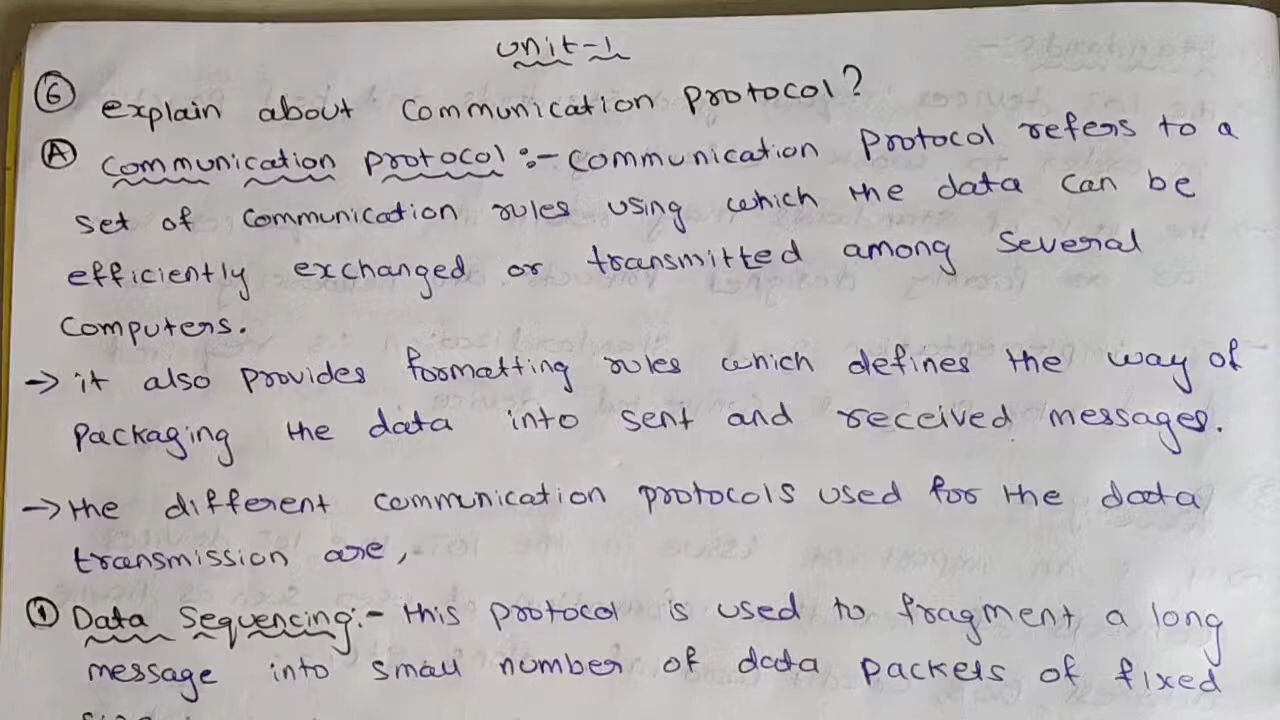 unit-1
⑥ explain about communication protocol?
Ⓐ communication protocol:- communication protocol refers to a
set of communication rules using which the data can be
efficiently exchanged or transmitted among several
computers.
→ it also provides formatting rules which defines the way of
packaging the data into sent and received messages.
→ the different communication protocols used for the data
transmission are,
① Data Sequencing:- this protocol is used to fragment a long
message into small number of data packets of fixed